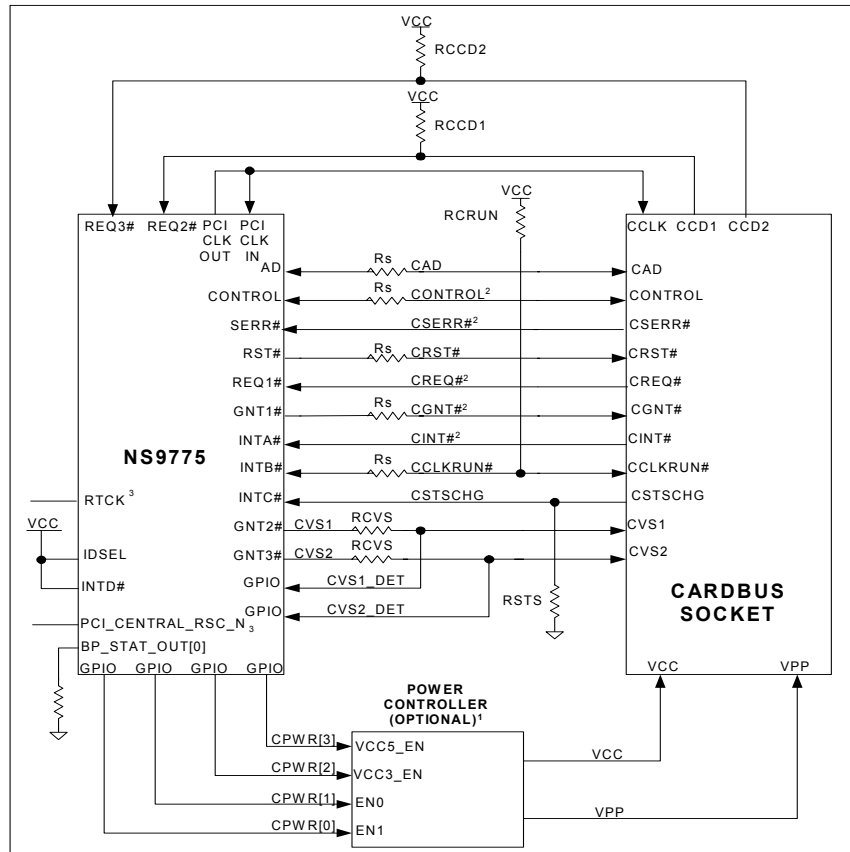 VCC
RCCD2
VCC
RCCD1
VCC
RCRUN
REQ3# REQ2# PCI CLK OUT PCI CLK IN
CCLK CCD1 CCD2
AD Rs CAD CAD
CONTROL Rs CONTROL² CONTROL
SERR# CSERR#² CSERR#
RST# Rs CRST# CRST#
REQ1# CREQ#² CREQ#
GNT1# Rs CGNT#² CGNT#
INTA# CINT#² CINT#
NS9775
INTB# Rs CCLKRUN# CCLKRUN#
INTC# CSTSCHG CSTSCHG
RTCK ³
VCC
GNT2# CVS1 RCVS CVS1
GNT3# CVS2 RCVS CVS2
IDSEL
GPIO CVS1_DET
INTD#
GPIO CVS2_DET
RSTS
CARDBUS
SOCKET
PCI_CENTRAL_RSC_N ₃
BP_STAT_OUT[0]
GPIO GPIO GPIO GPIO
VCC VPP
POWER
CONTROLLER
(OPTIONAL)¹
CPWR[3] VCC5_EN
VCC
CPWR[2] VCC3_EN
CPWR[1] EN0
VPP
CPWR[0] EN1